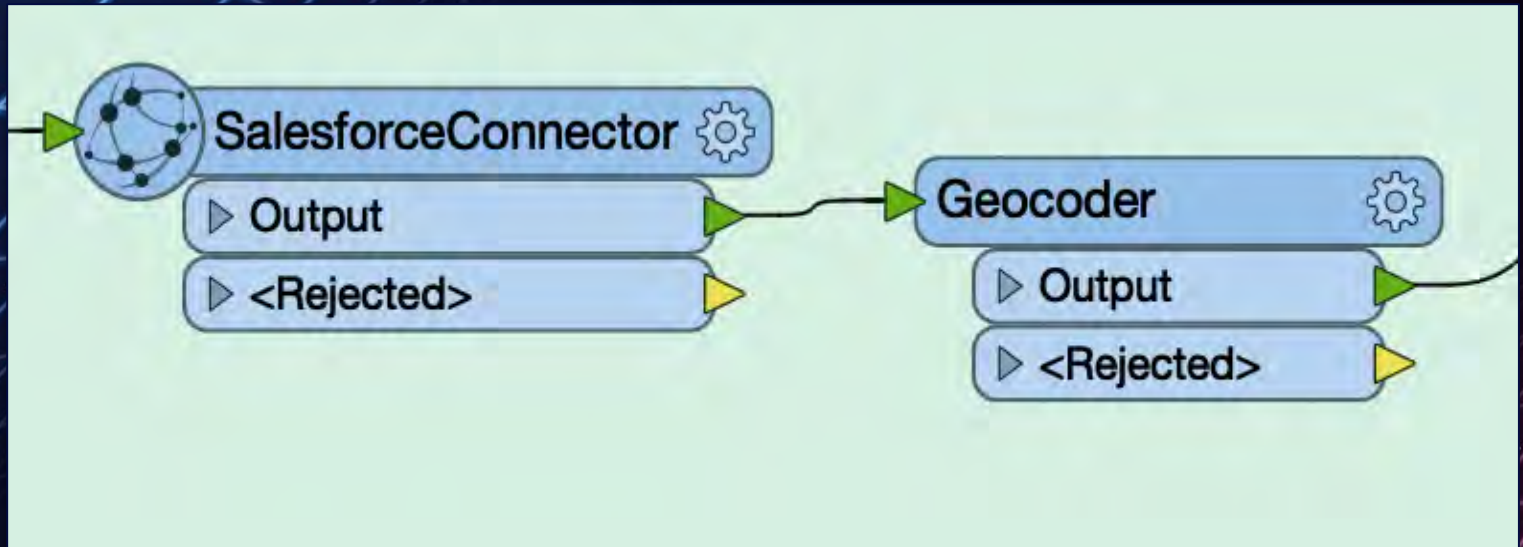 SalesforceConnector
Output
<Rejected>
Geocoder
Output
<Rejected>